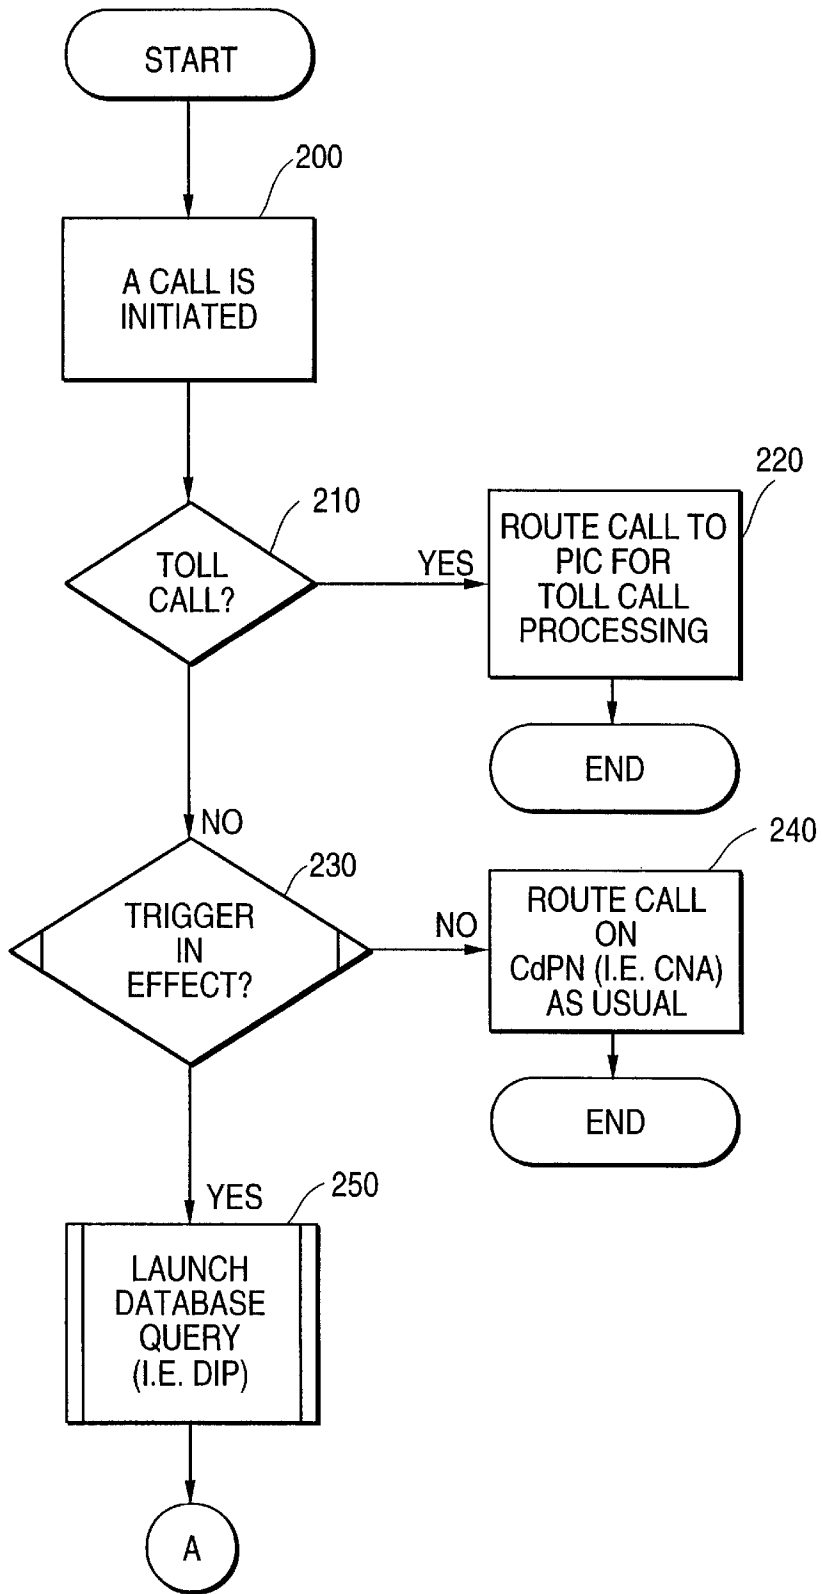 START
200
A CALL IS
INITIATED
210
TOLL
CALL?
YES
220
ROUTE CALL TO
PIC FOR
TOLL CALL
PROCESSING
END
NO
230
TRIGGER
IN
EFFECT?
NO
240
ROUTE CALL
ON
CdPN (I.E. CNA)
AS USUAL
END
YES
250
LAUNCH
DATABASE
QUERY
(I.E. DIP)
A